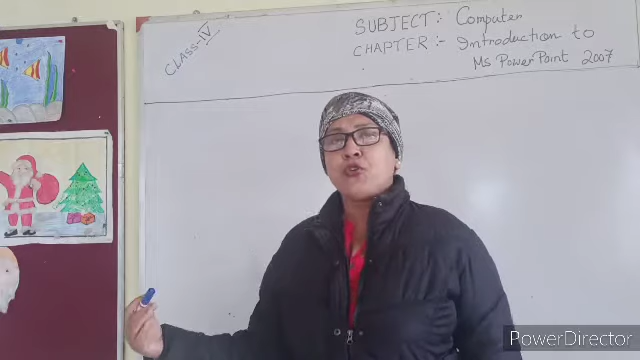 CLASS-IV
SUBJECT:- Computer
CHAPTER:- Introduction to
Ms PowerPoint 2007
PowerDirector